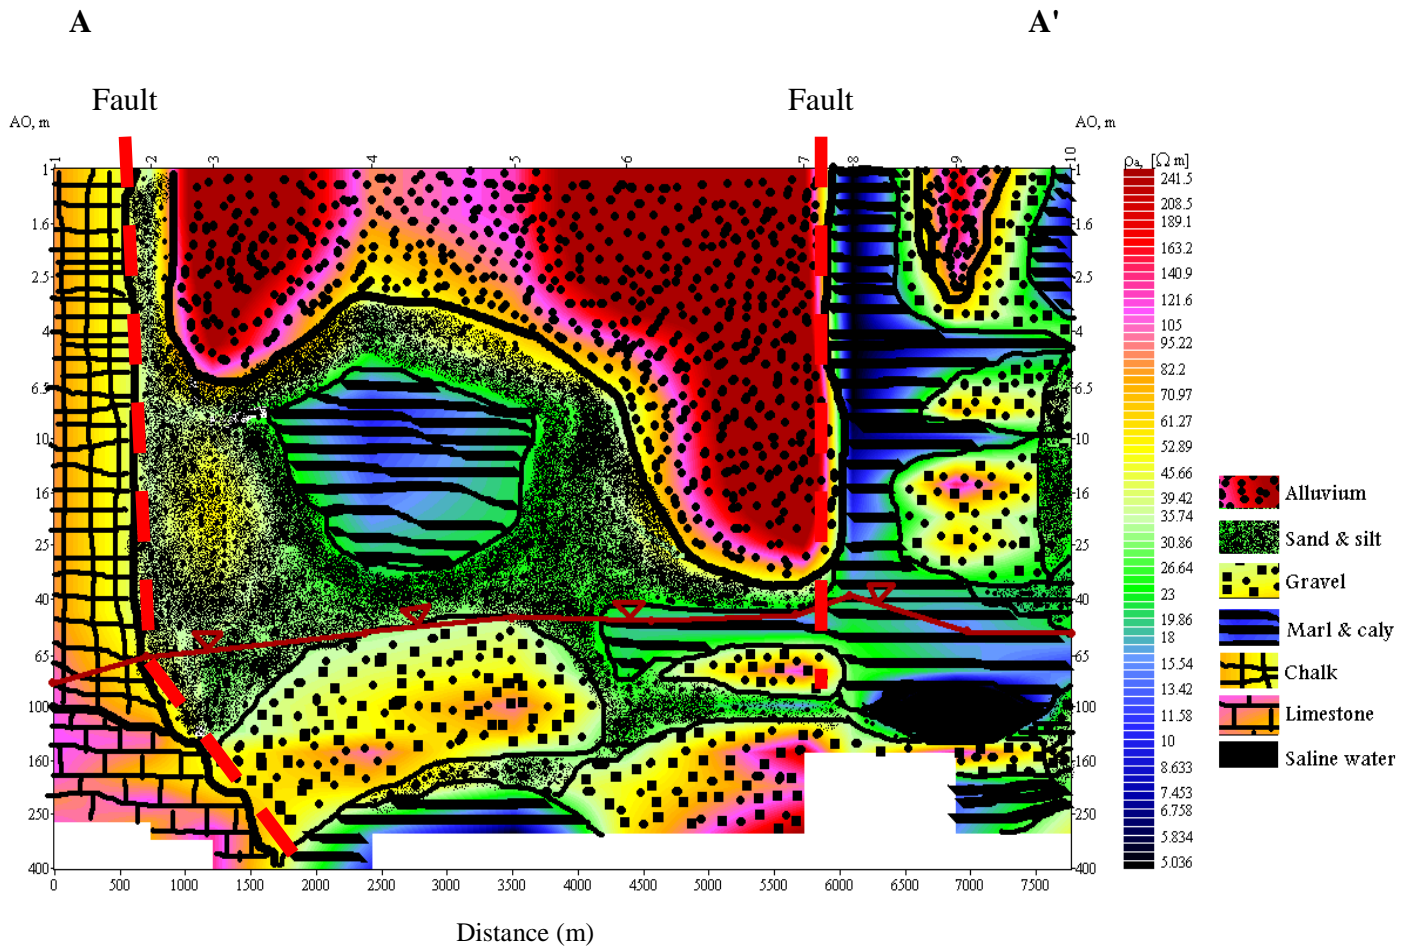 A A'
Fault Fault
AO, m AO, m
1 2 3 4 5 6 7 8 9 10
ρa, [Ω m]
1 1 241.5
208.5
1.6 1.6 189.1
163.2
2.5 2.5 140.9
121.6
4 4 105
95.22
82.2
6.5 6.5 70.97
61.27
10 10 52.89
45.66
16 16 39.42
35.74
25 25 30.86
26.64
40 40 23
19.86
18
65 65 15.54
13.42
100 100 11.58
10
160 160 8.633
7.453
250 250 6.758
5.834
400 400 5.036
0 500 1000 1500 2000 2500 3000 3500 4000 4500 5000 5500 6000 6500 7000 7500
Distance (m)
Alluvium
Sand & silt
Gravel
Marl & caly
Chalk
Limestone
Saline water